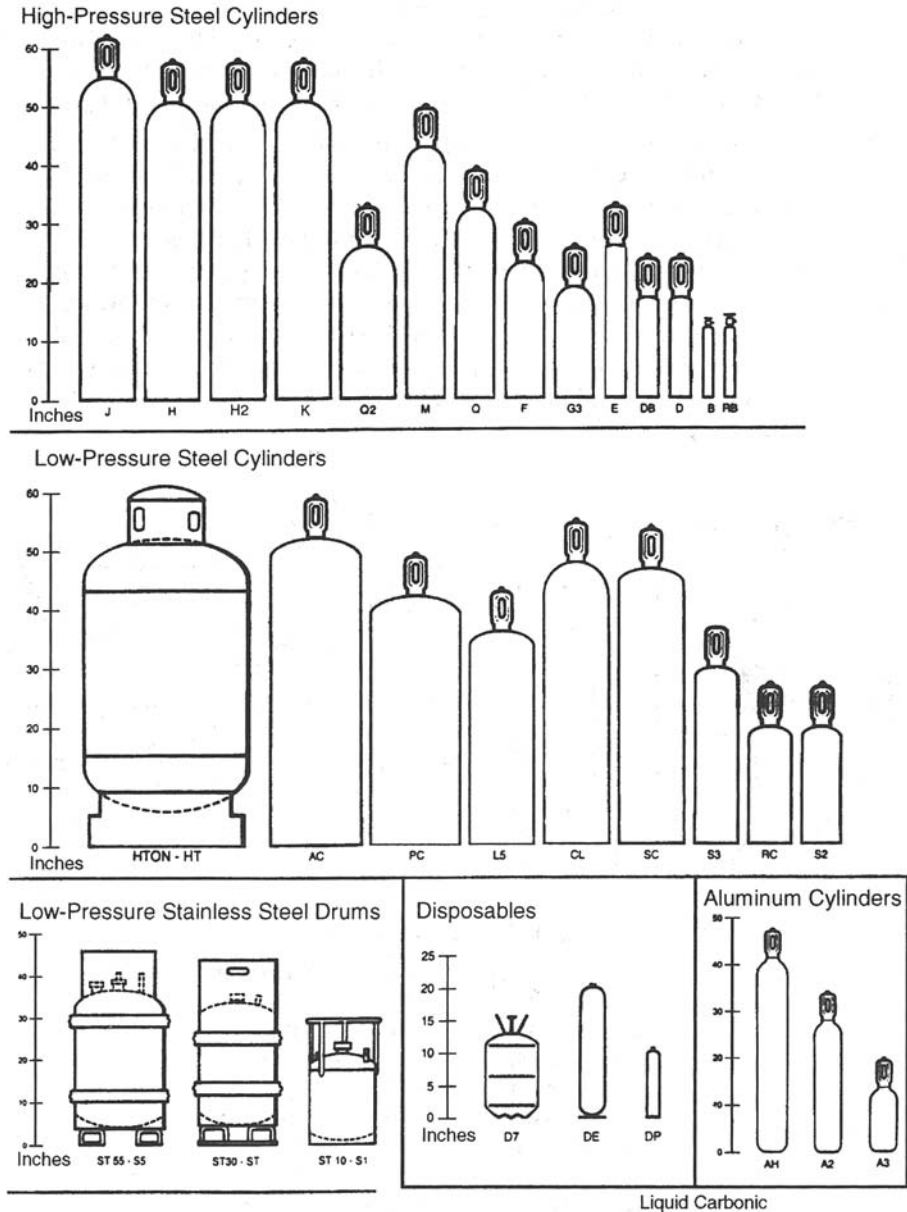 High-Pressure Steel Cylinders
60
50
40
30
20
10
0
Inches
J H H2 K Q2 M Q F G3 E DB D B RB
Low-Pressure Steel Cylinders
60
50
40
30
20
10
0
Inches
HTON - HT AC PC L5 CL SC S3 RC S2
Low-Pressure Stainless Steel Drums
50
40
30
20
10
0
Inches
ST 55 - S5 ST30 - ST ST 10 - S1
Disposables
25
20
15
10
5
0
Inches
D7 DE DP
Aluminum Cylinders
50
40
30
20
40
0
AH A2 A3
Liquid Carbonic